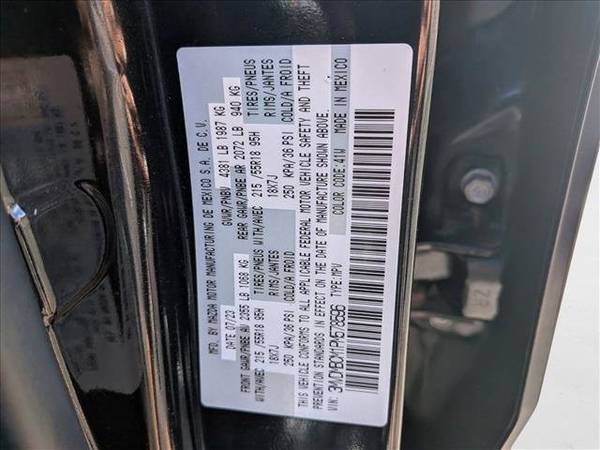 MFD. BY MAZDA MOTOR MANUFACTURING DE MEXICO S.A. DE C.V.
DATE 07/23 GVWR/PNBV 4381 LB 1987 KG
FRONT GAWR/PNBE AV 2355 LB 1068 KG REAR GAWR/PNBE AR 2072 LB 940 KG
WITH/AVEC 215 /55R18 95H TIRES/PNEUS WITH/AVEC 215 /55R18 95H TIRES/PNEUS
18X7J RIMS/JANTES 18X7J RIMS/JANTES
250 KPA/36 PSI COLD/A FROID 250 KPA/36 PSI COLD/A FROID
THIS VEHICLE CONFORMS TO ALL APPLICABLE FEDERAL MOTOR VEHICLE SAFETY AND THEFT
PREVENTION STANDARDS IN EFFECT ON THE DATE OF MANUFACTURE SHOWN ABOVE.
VIN: TYPE:MPV COLOR CODE:41W MADE IN MEXICO